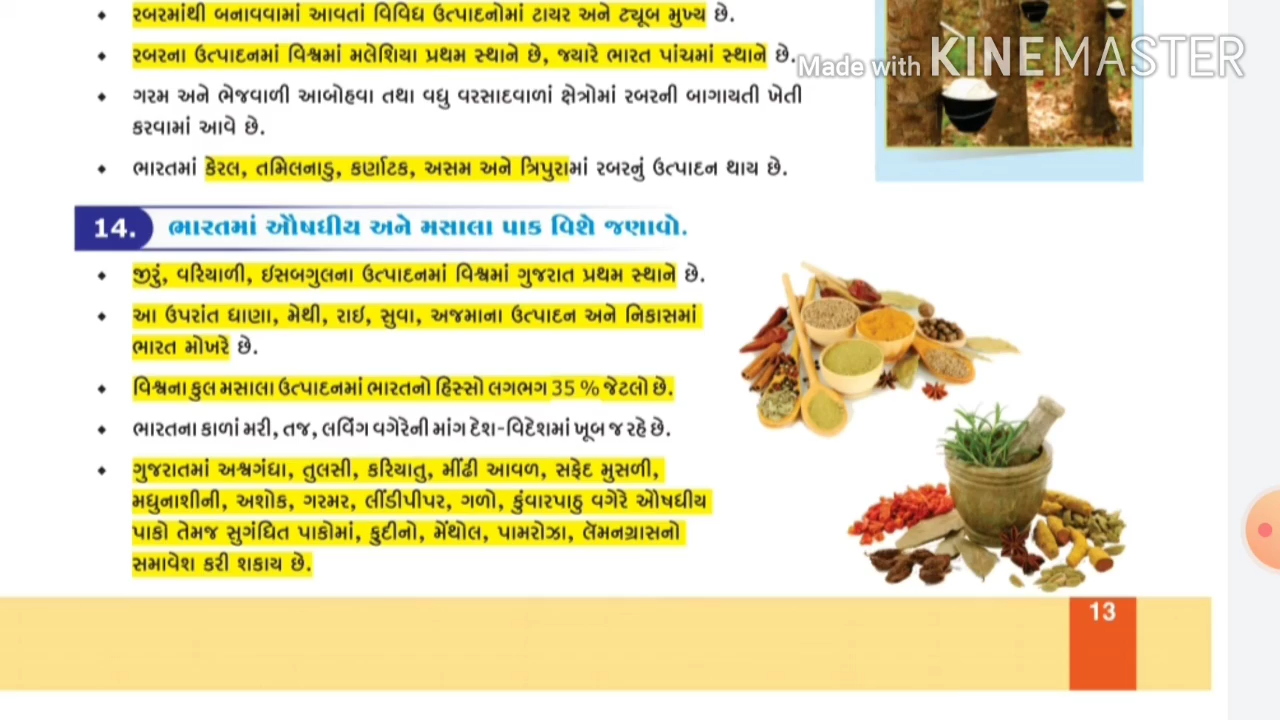 રબરમાંથી બનાવવામાં આવતાં વિવિધ ઉત્પાદનોમાં ટાયર અને ટ્યૂબ મુખ્ય છે.
રબરના ઉત્પાદનમાં વિશ્વમાં મલેશિયા પ્રથમ સ્થાને છે, જ્યારે ભારત પાંચમાં સ્થાને છે.
Made with KINEMASTER
ગરમ અને ભેજવાળી આબોહવા તથા વધુ વરસાદવાળાં ક્ષેત્રોમાં રબરની બાગાયતી ખેતી
કરવામાં આવે છે.
ભારતમાં કેરલ, તમિલનાડુ, કર્ણાટક, અસમ અને ત્રિપુરામાં રબરનું ઉત્પાદન થાય છે.
14. ભારતમાં ઔષધીય અને મસાલા પાક વિશે જણાવો.
જીરું, વરિયાળી, ઈસબગુલના ઉત્પાદનમાં વિશ્વમાં ગુજરાત પ્રથમ સ્થાને છે.
આ ઉપરાંત ધાણા, મેથી, રાઈ, સુવા, અજમાના ઉત્પાદન અને નિકાસમાં
ભારત મોખરે છે.
વિશ્વના કુલ મસાલા ઉત્પાદનમાં ભારતનો હિસ્સો લગભગ 35 % જેટલો છે.
ભારતના કાળાં મરી, તજ, લવિંગ વગેરેની માંગ દેશ-વિદેશમાં ખૂબ જ રહે છે.
ગુજરાતમાં અશ્વગંધા, તુલસી, કરિયાતુ, મીંઢી આવળ, સફેદ મુસળી,
મધુનાશીની, અશોક, ગરમર, લીંડીપીપર, ગળો, કુંવારપાઠુ વગેરે ઔષધીય
પાકો તેમજ સુગંધિત પાકોમાં, કુદીનો, મેંથોલ, પામરોઝા, લૅમનગ્રાસનો
સમાવેશ કરી શકાય છે.
13